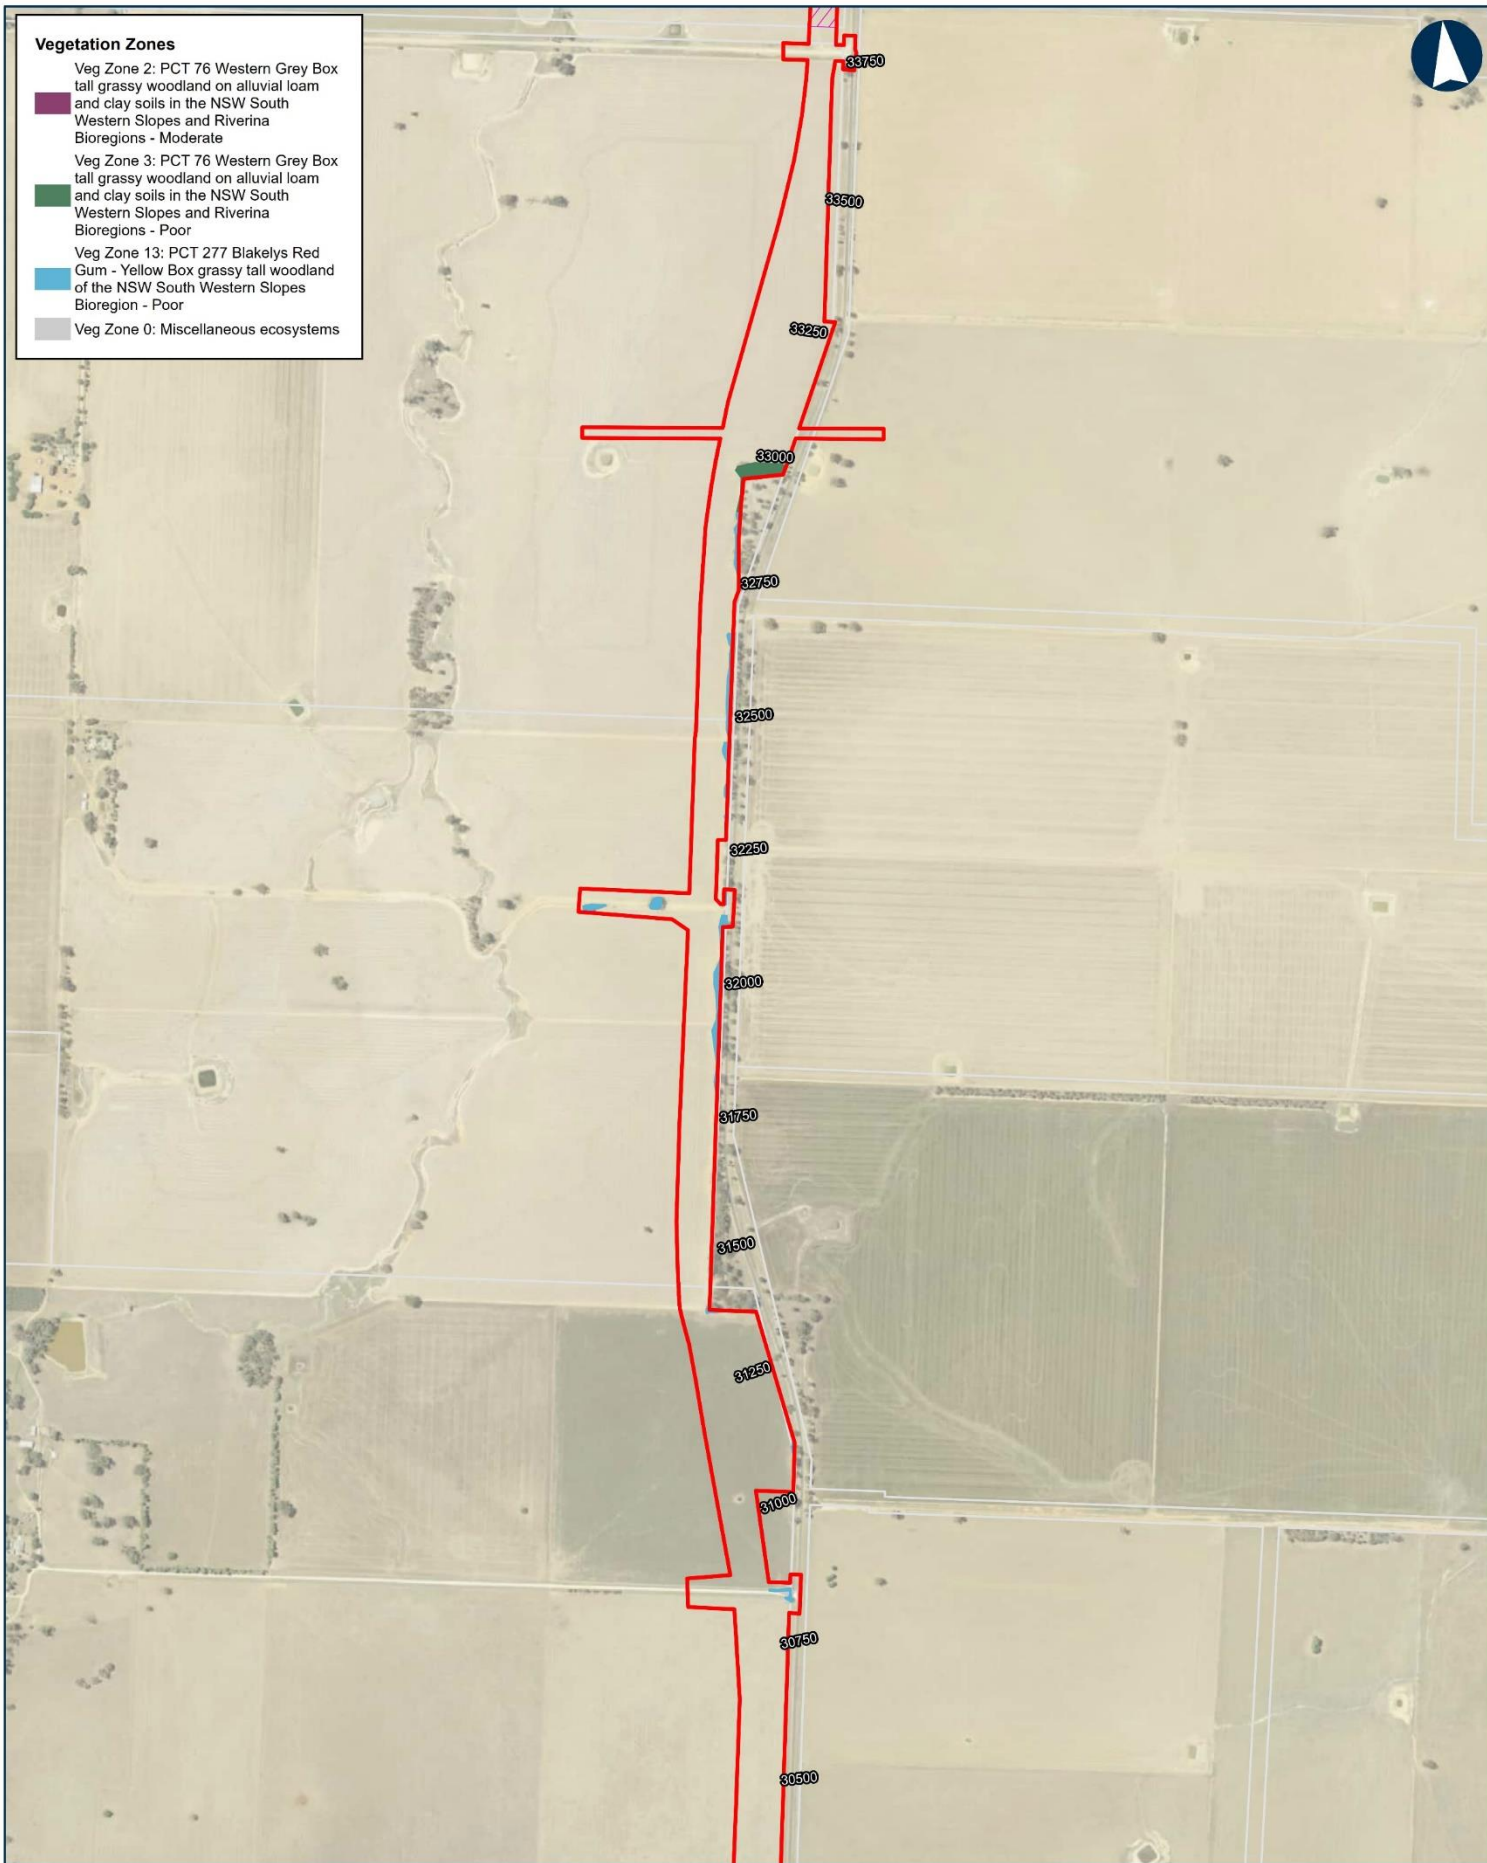 Vegetation Zones
Veg Zone 2: PCT 76 Western Grey Box
tall grassy woodland on alluvial loam
and clay soils in the NSW South
Western Slopes and Riverina
Bioregions - Moderate
Veg Zone 3: PCT 76 Western Grey Box
tall grassy woodland on alluvial loam
and clay soils in the NSW South
Western Slopes and Riverina
Bioregions - Poor
Veg Zone 13: PCT 277 Blakelys Red
Gum - Yellow Box grassy tall woodland
of the NSW South Western Slopes
Bioregion - Poor
Veg Zone 0: Miscellaneous ecosystems
33750
33500
33250
33000
32750
32500
32250
32000
31750
31500
31250
31000
30750
30500